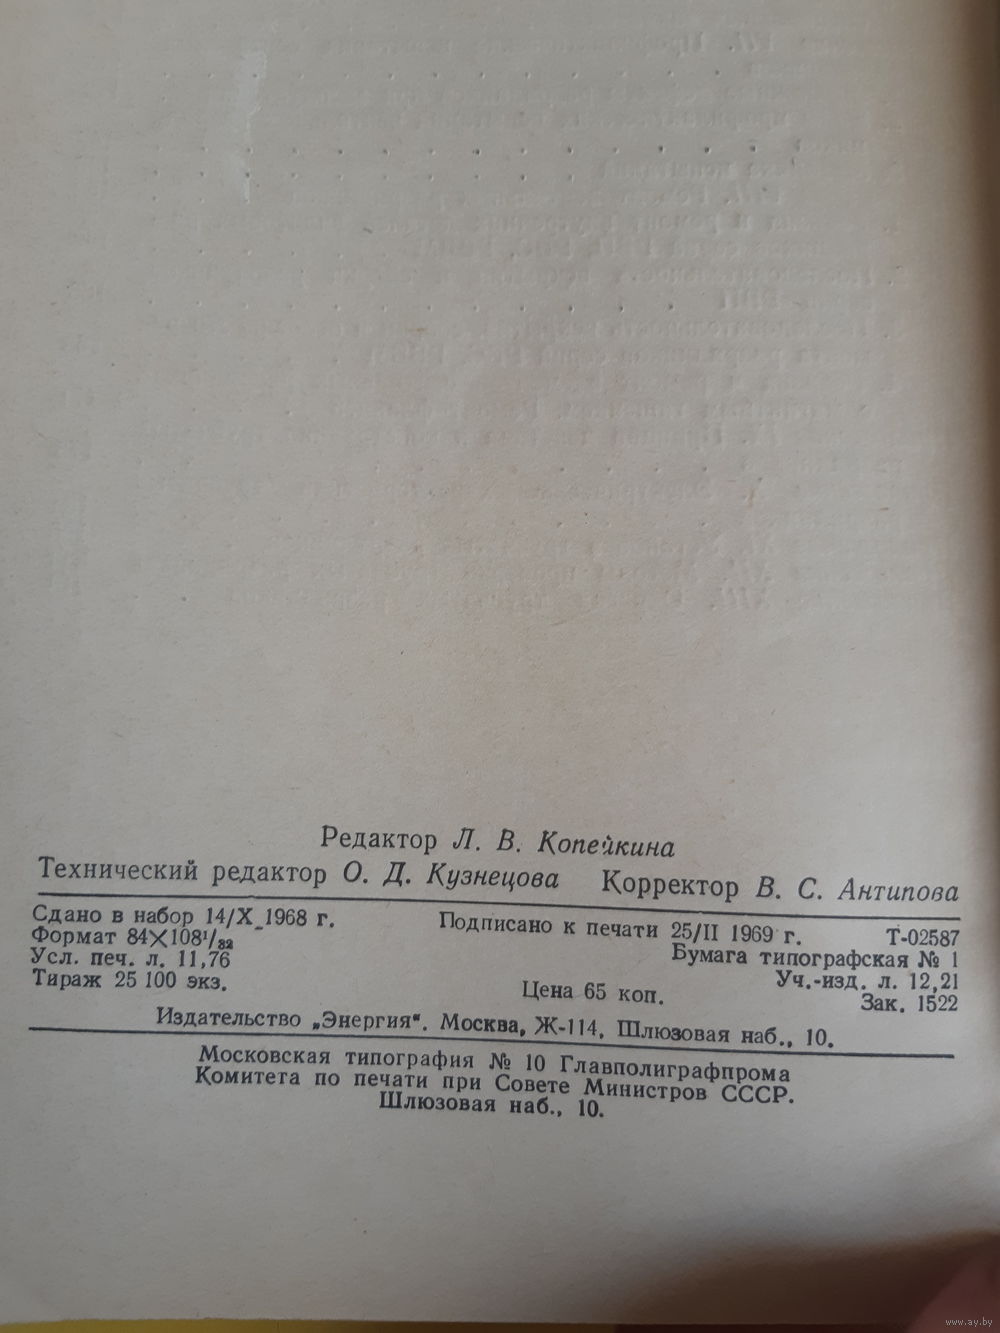 Редактор Л. В. Копейкина
Технический редактор О. Д. Кузнецова Корректор В. С. Антипова
Сдано в набор 14/X 1968 г. Подписано к печати 25/II 1969 г. Т-02587
Формат 84×108¹/₃₂ Бумага типографская № 1
Усл. печ. л. 11,76 Уч.-изд. л. 12,21
Тираж 25 100 экз. Цена 65 коп. Зак. 1522
Издательство „Энергия“. Москва, Ж-114, Шлюзовая наб., 10.
Московская типография № 10 Главполиграфпрома
Комитета по печати при Совете Министров СССР.
Шлюзовая наб., 10.
www.ay.by